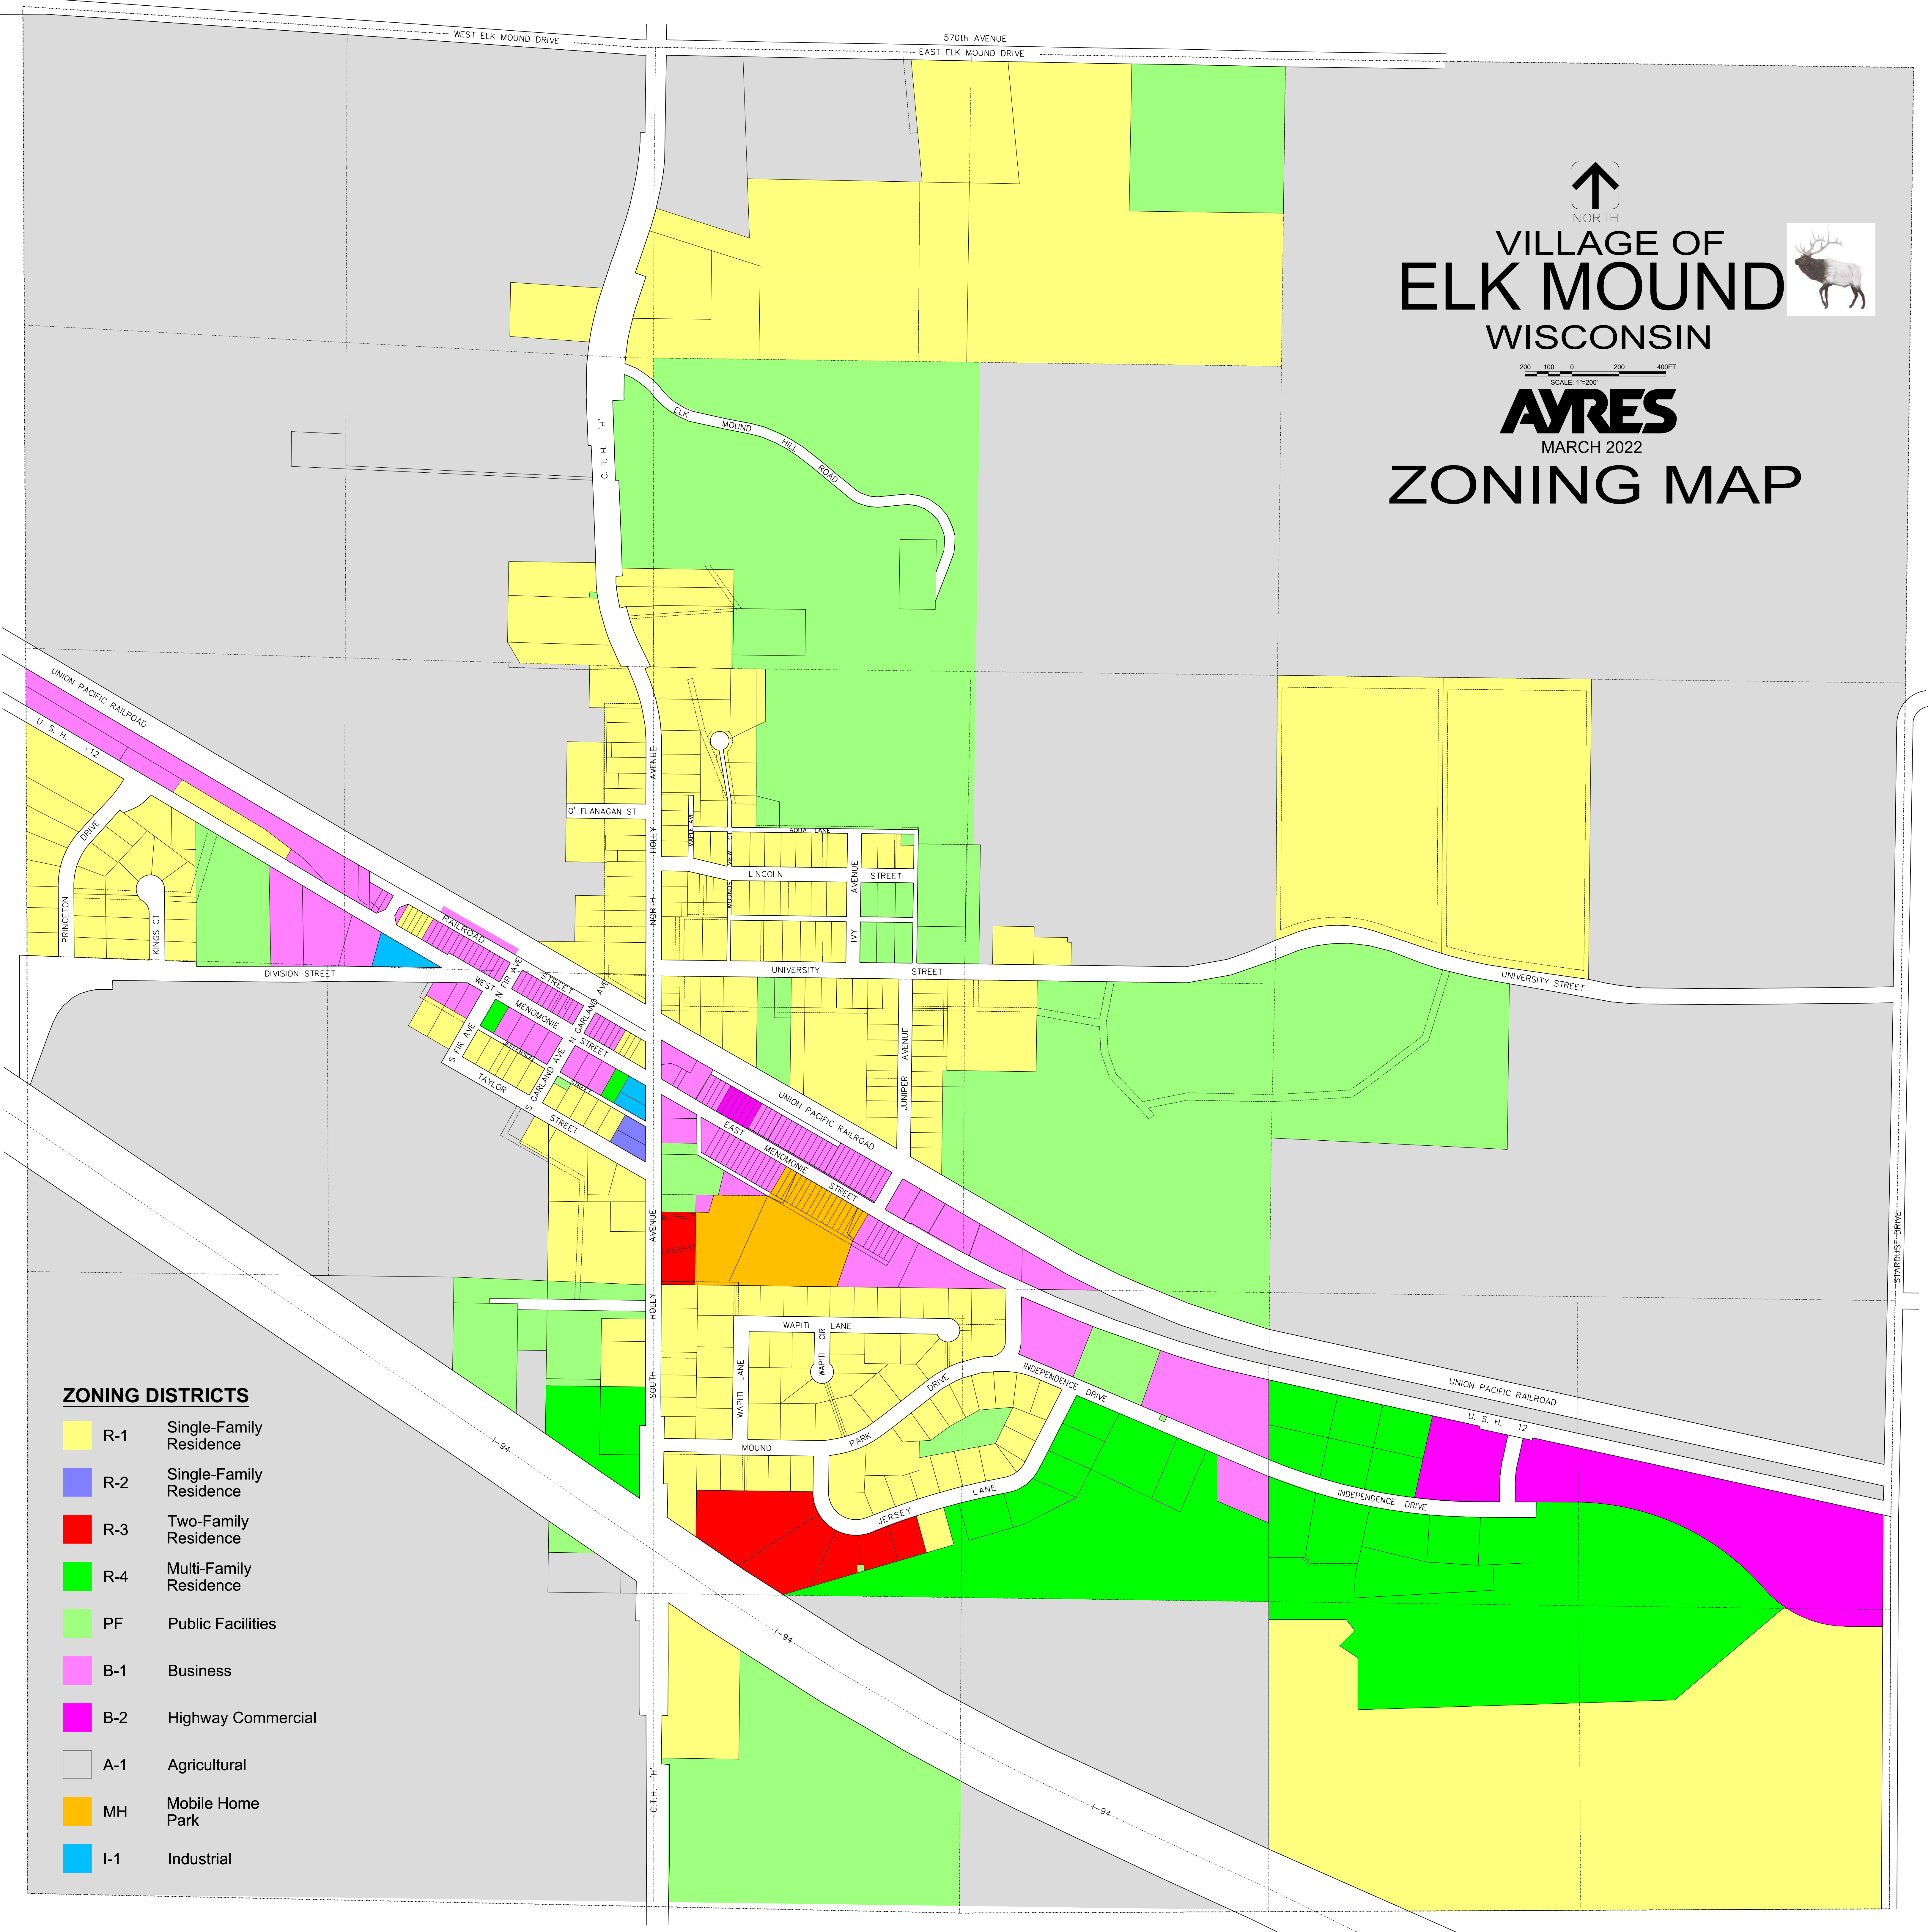 570th AVENUE
WEST ELK MOUND DRIVE
EAST ELK MOUND DRIVE
NORTH
VILLAGE OF
ELK MOUND
WISCONSIN
200 100 0 200 400FT
SCALE: 1"=200'
AYRES
MARCH 2022
ZONING MAP
C. T. H. "H"
ELK MOUND HILL ROAD
UNION PACIFIC RAILROAD
U. S. H. 12
PRINCETON DRIVE
KINGS CT
DIVISION STREET
O' FLANAGAN ST
NORTH HOLLY AVENUE
MAPLE AVE
MOUNDS VIEW CT
AQUA LANE
LINCOLN STREET
IVY AVENUE
UNIVERSITY STREET
UNIVERSITY STREET
RAILROAD STREET
WEST MENOMONIE STREET
N FIR AVE
S FIR AVE
N GARLAND AVE
S GARLAND AVE
JEFFERSON STREET
TAYLOR STREET
JUNIPER AVENUE
UNION PACIFIC RAILROAD
EAST MENOMONIE STREET
SOUTH HOLLY AVENUE
STARDUST DRIVE
WAPITI LANE
WAPITI CIR
WAPITI LANE
MOUND PARK DRIVE
INDEPENDENCE DRIVE
JERSEY LANE
UNION PACIFIC RAILROAD
U. S. H. 12
INDEPENDENCE DRIVE
I-94
I-94
I-94
C.T.H. "H"
ZONING DISTRICTS
R-1 Single-Family
Residence
R-2 Single-Family
Residence
R-3 Two-Family
Residence
R-4 Multi-Family
Residence
PF Public Facilities
B-1 Business
B-2 Highway Commercial
A-1 Agricultural
MH Mobile Home
Park
I-1 Industrial